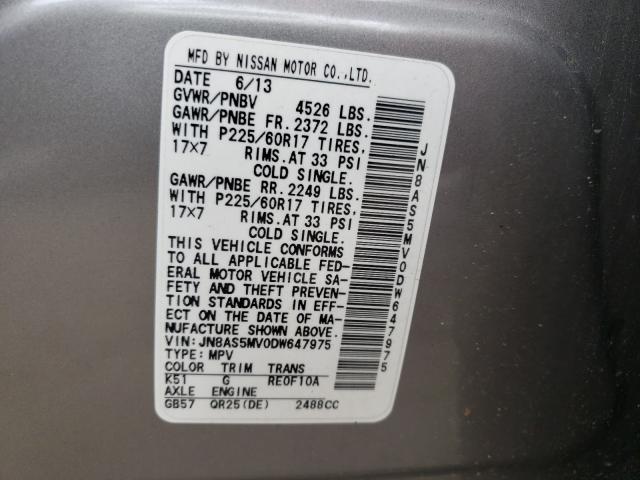 MFD BY NISSAN MOTOR CO.,LTD.
DATE 6/13
GVWR/PNBV 4526 LBS.
GAWR/PNBE FR. 2372 LBS.
WITH P225/60R17 TIRES,
17X7 RIMS.AT 33 PSI
COLD SINGLE.
GAWR/PNBE RR. 2249 LBS.
WITH P225/60R17 TIRES,
17X7 RIMS.AT 33 PSI
COLD SINGLE.
THIS VEHICLE CONFORMS
TO ALL APPLICABLE FED-
ERAL MOTOR VEHICLE SA-
FETY AND THEFT PREVEN-
TION STANDARDS IN EFF-
ECT ON THE DATE OF MA-
NUFACTURE SHOWN ABOVE.
VIN:JN8AS5MV0DW647975
TYPE:MPV
COLOR TRIM TRANS
K51 G RE0F10A
AXLE ENGINE
GB57 QR25(DE) 2488CC
JN8AS5MV0DW647975